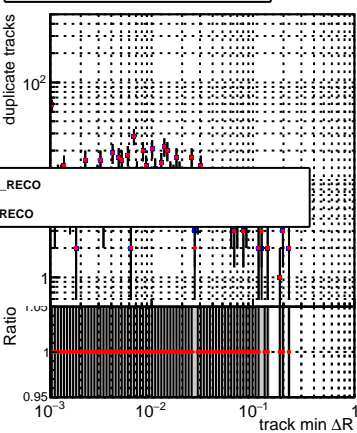 duplicate tracks
10²
_RECO
RECO
1
Ratio
1.05
1
0.95
10⁻³ 10⁻² 10⁻¹ 1
track min ΔR